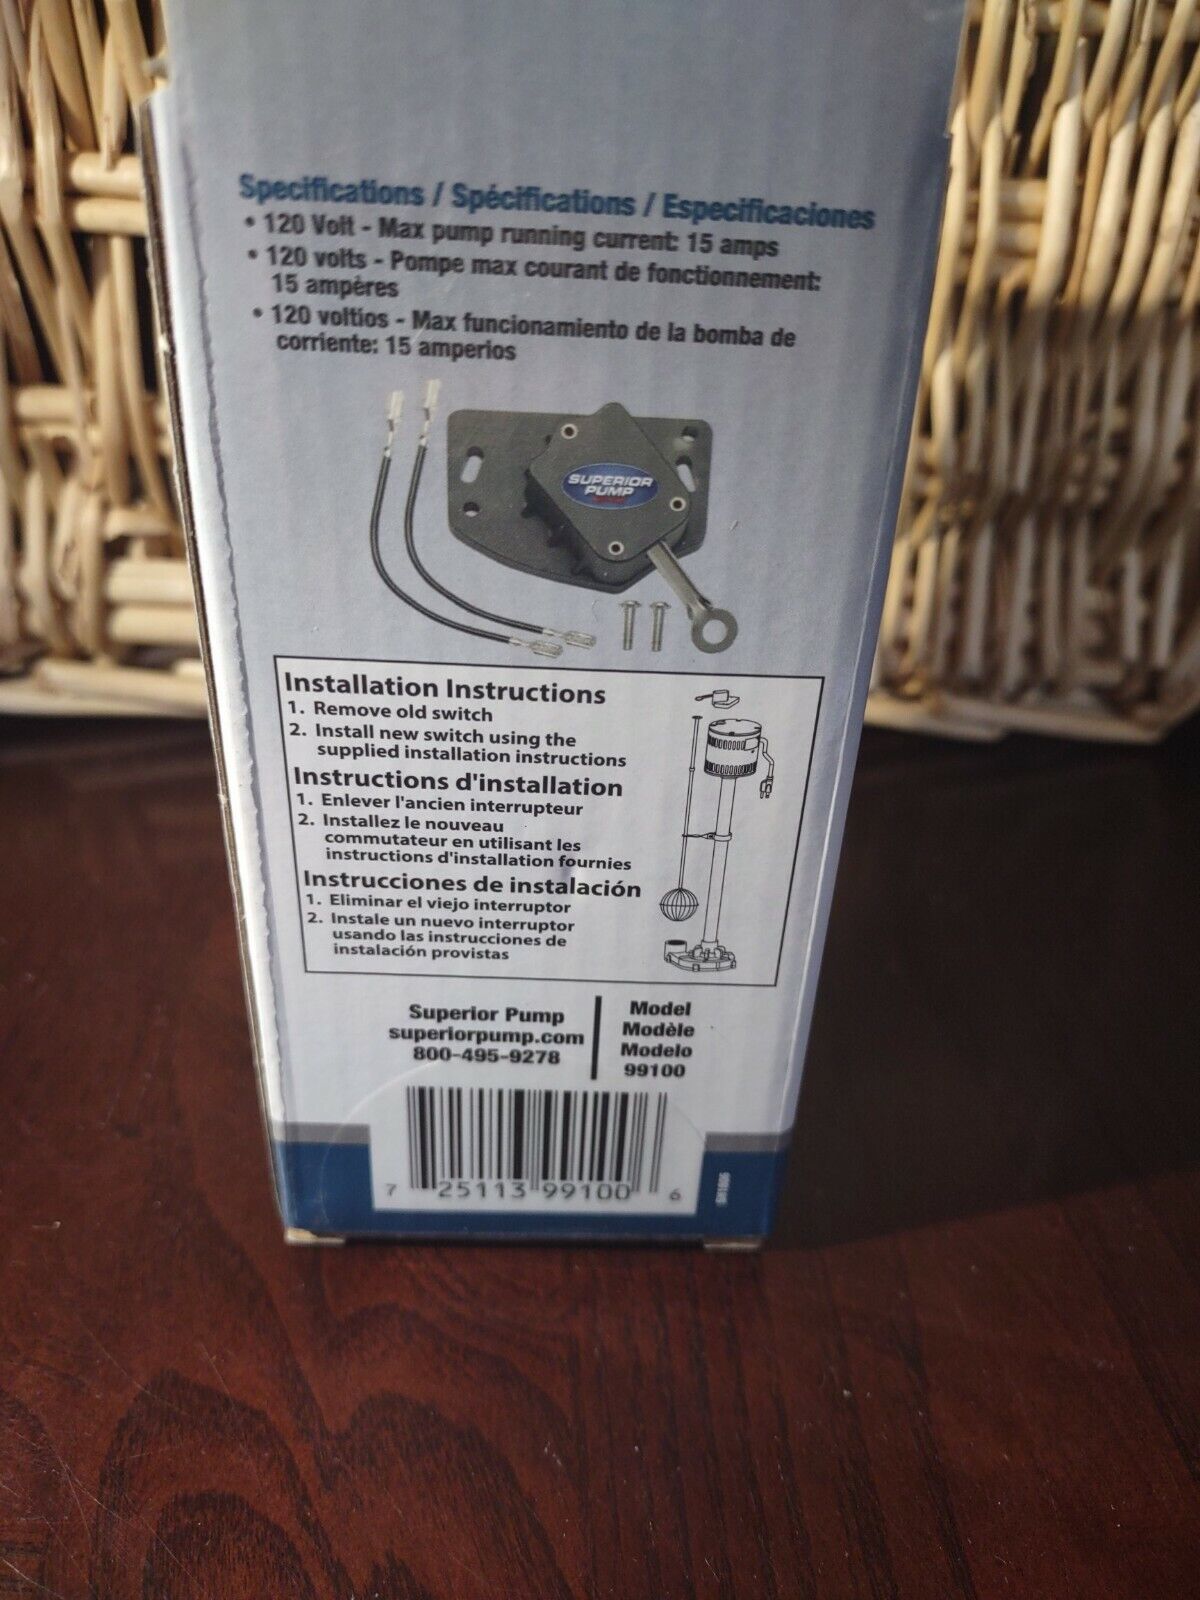 Specifications / Spécifications / Especificaciones
• 120 Volt - Max pump running current: 15 amps
• 120 volts - Pompe max courant de fonctionnement:
15 ampères
• 120 voltios - Max funcionamiento de la bomba de
corriente: 15 amperios
SUPERIOR
PUMP
Installation Instructions
1. Remove old switch
2. Install new switch using the
supplied installation instructions
Instructions d'installation
1. Enlever l'ancien interrupteur
2. Installez le nouveau
commutateur en utilisant les
instructions d'installation fournies
Instrucciones de instalación
1. Eliminar el viejo interruptor
2. Instale un nuevo interruptor
usando las instrucciones de
instalación provistas
Superior Pump
superiorpump.com
800-495-9278
Model
Modèle
Modelo
99100
7 25113 99100 6